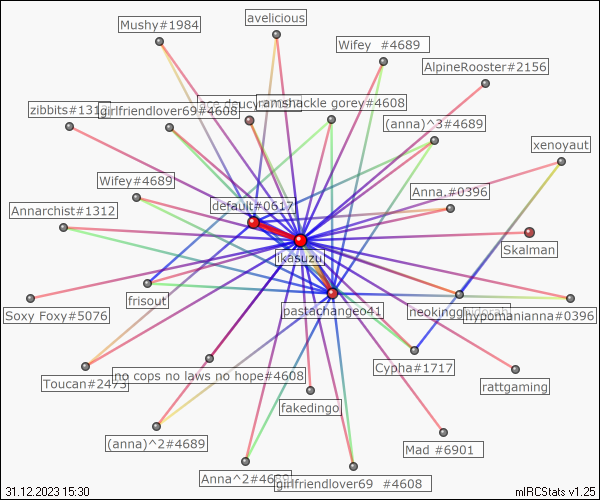 avelicious
Mushy#1984
Wifey #4689
AlpineRooster#2156
zibbits#131
girlfriendlover69#4608
ramshackle gorey#4608
(anna)^3#4689
xenoyaut
Wifey#4689
Anna.#0396
default#0617
Annarchist#1312
Skalman
ikasuzu
frisout
pastachangeo41
Soxy Foxy#5076
neoking
hypomanianna#0396
Cypha#1717
Toucan#2473
no cops no laws no hope#4608
rattgaming
fakedingo
(anna)^2#4689
Mad #6901
Anna^2#4689
girlfriendlover69 #4608
31.12.2023 15:30
mIRCStats v1.25